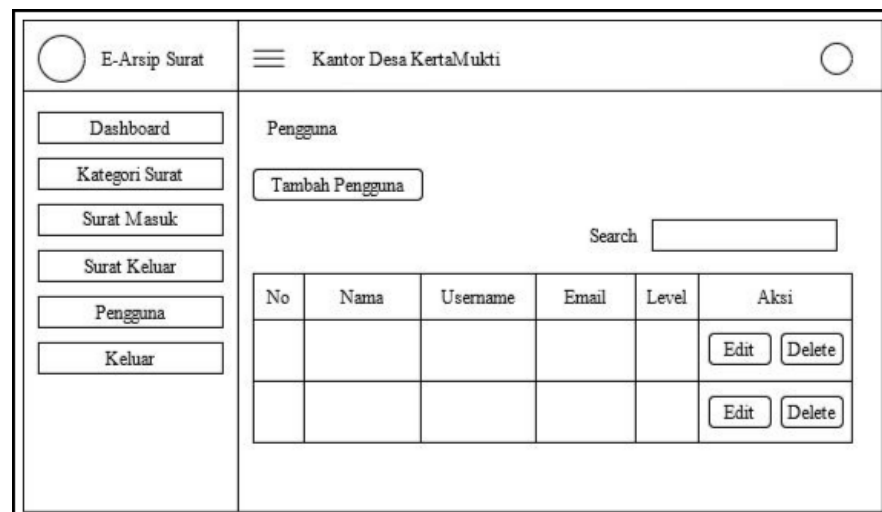 E-Arsip Surat
Kantor Desa KertaMukti
Dashboard
Kategori Surat
Surat Masuk
Surat Keluar
Pengguna
Keluar
Pengguna
Tambah Pengguna
Search
No Nama Username Email Level Aksi
Edit Delete
Edit Delete